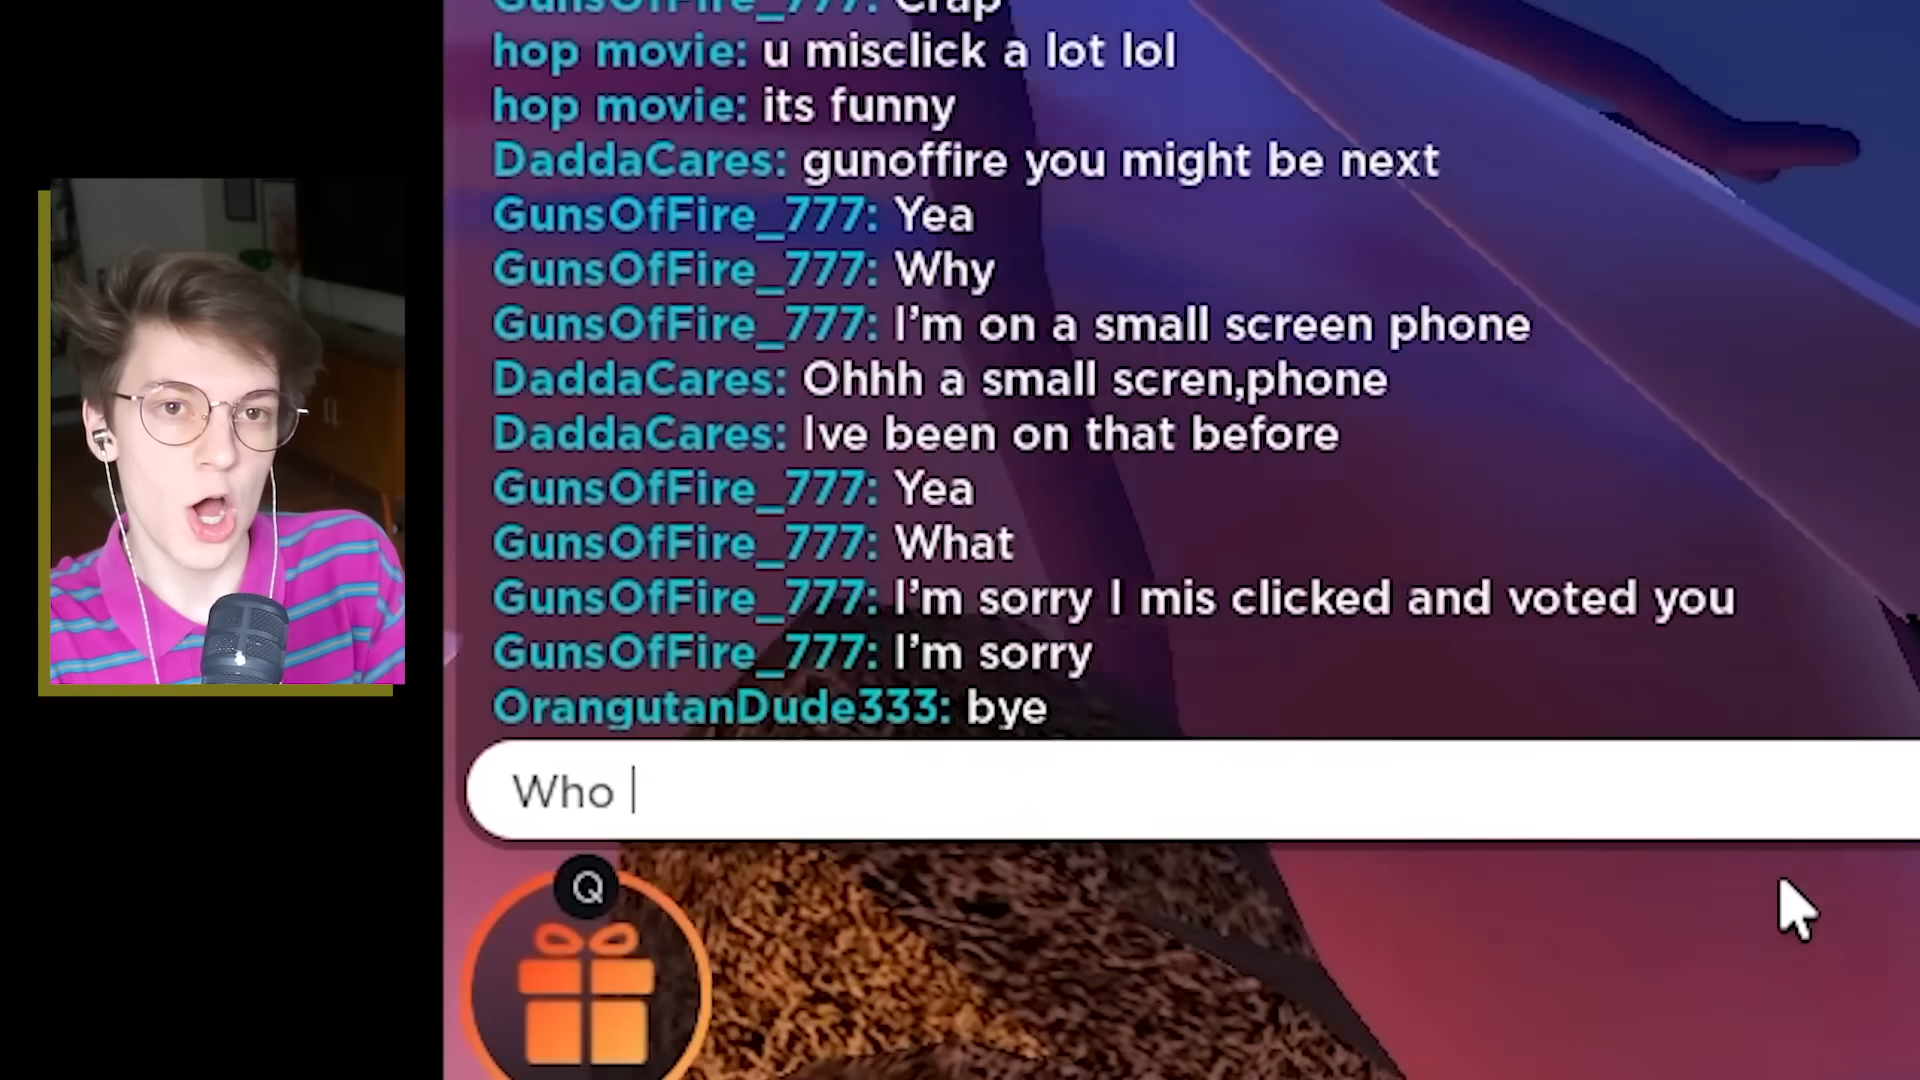 GunsOfFire_777: Crap
hop movie: u misclick a lot lol
hop movie: its funny
DaddaCares: gunoffire you might be next
GunsOfFire_777: Yea
GunsOfFire_777: Why
GunsOfFire_777: I'm on a small screen phone
DaddaCares: Ohhh a small scren,phone
DaddaCares: Ive been on that before
GunsOfFire_777: Yea
GunsOfFire_777: What
GunsOfFire_777: I'm sorry I mis clicked and voted you
GunsOfFire_777: I'm sorry
OrangutanDude333: bye
Who
Q